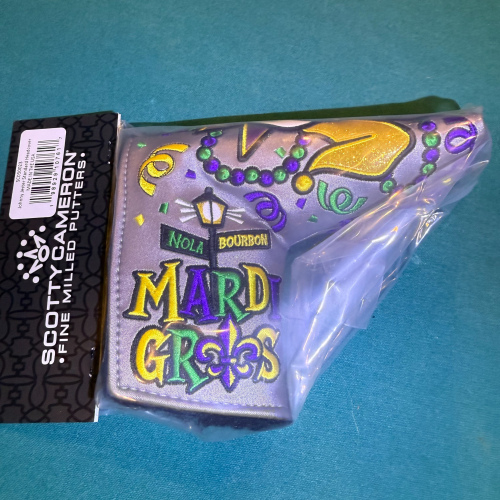 NOLA BOURBON
MARDI
GRAS
SCOTTY CAMERON
• FINE MILLED PUTTERS •